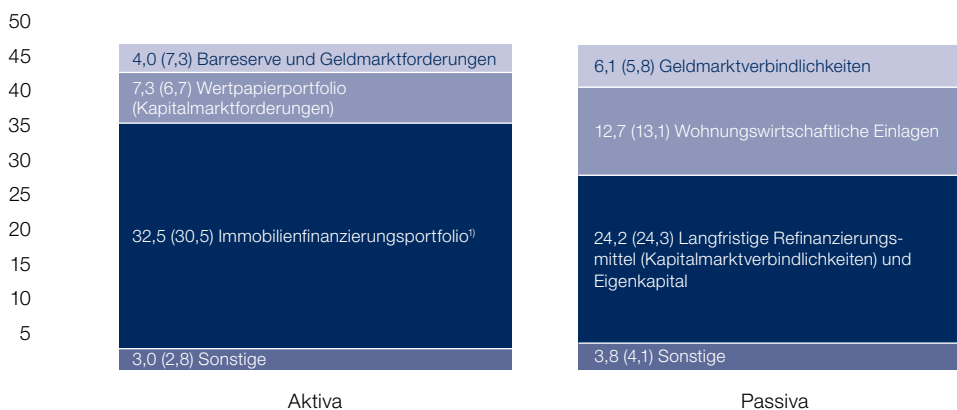 50
45
40
35
30
25
20
15
10
5
4,0 (7,3) Barreserve und Geldmarktforderungen
7,3 (6,7) Wertpapierportfolio
(Kapitalmarktforderungen)
32,5 (30,5) Immobilienfinanzierungsportfolio¹⁾
3,0 (2,8) Sonstige
Aktiva
6,1 (5,8) Geldmarktverbindlichkeiten
12,7 (13,1) Wohnungswirtschaftliche Einlagen
24,2 (24,3) Langfristige Refinanzierungs-
mittel (Kapitalmarktverbindlichkeiten) und
Eigenkapital
3,8 (4,1) Sonstige
Passiva